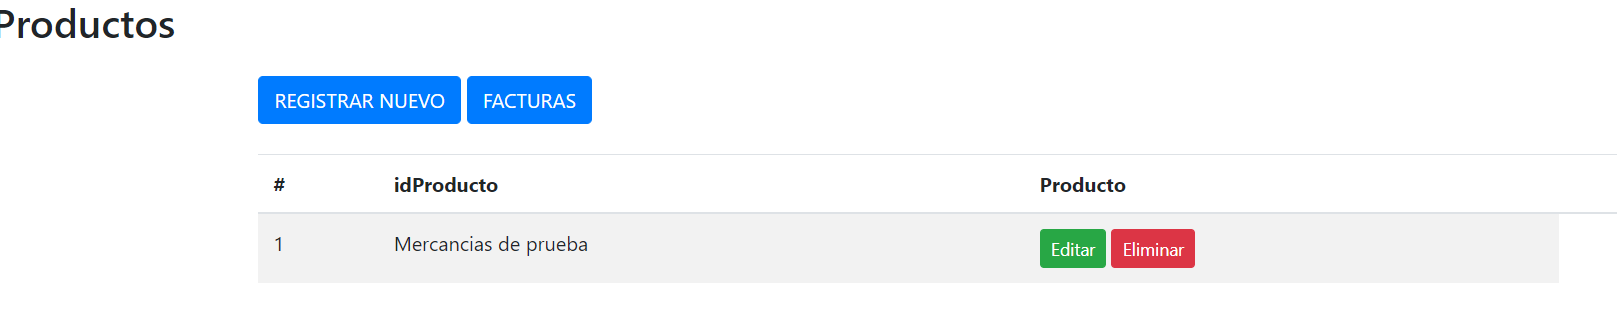 Productos
REGISTRAR NUEVO FACTURAS
# idProducto Producto
1 Mercancias de prueba Editar Eliminar